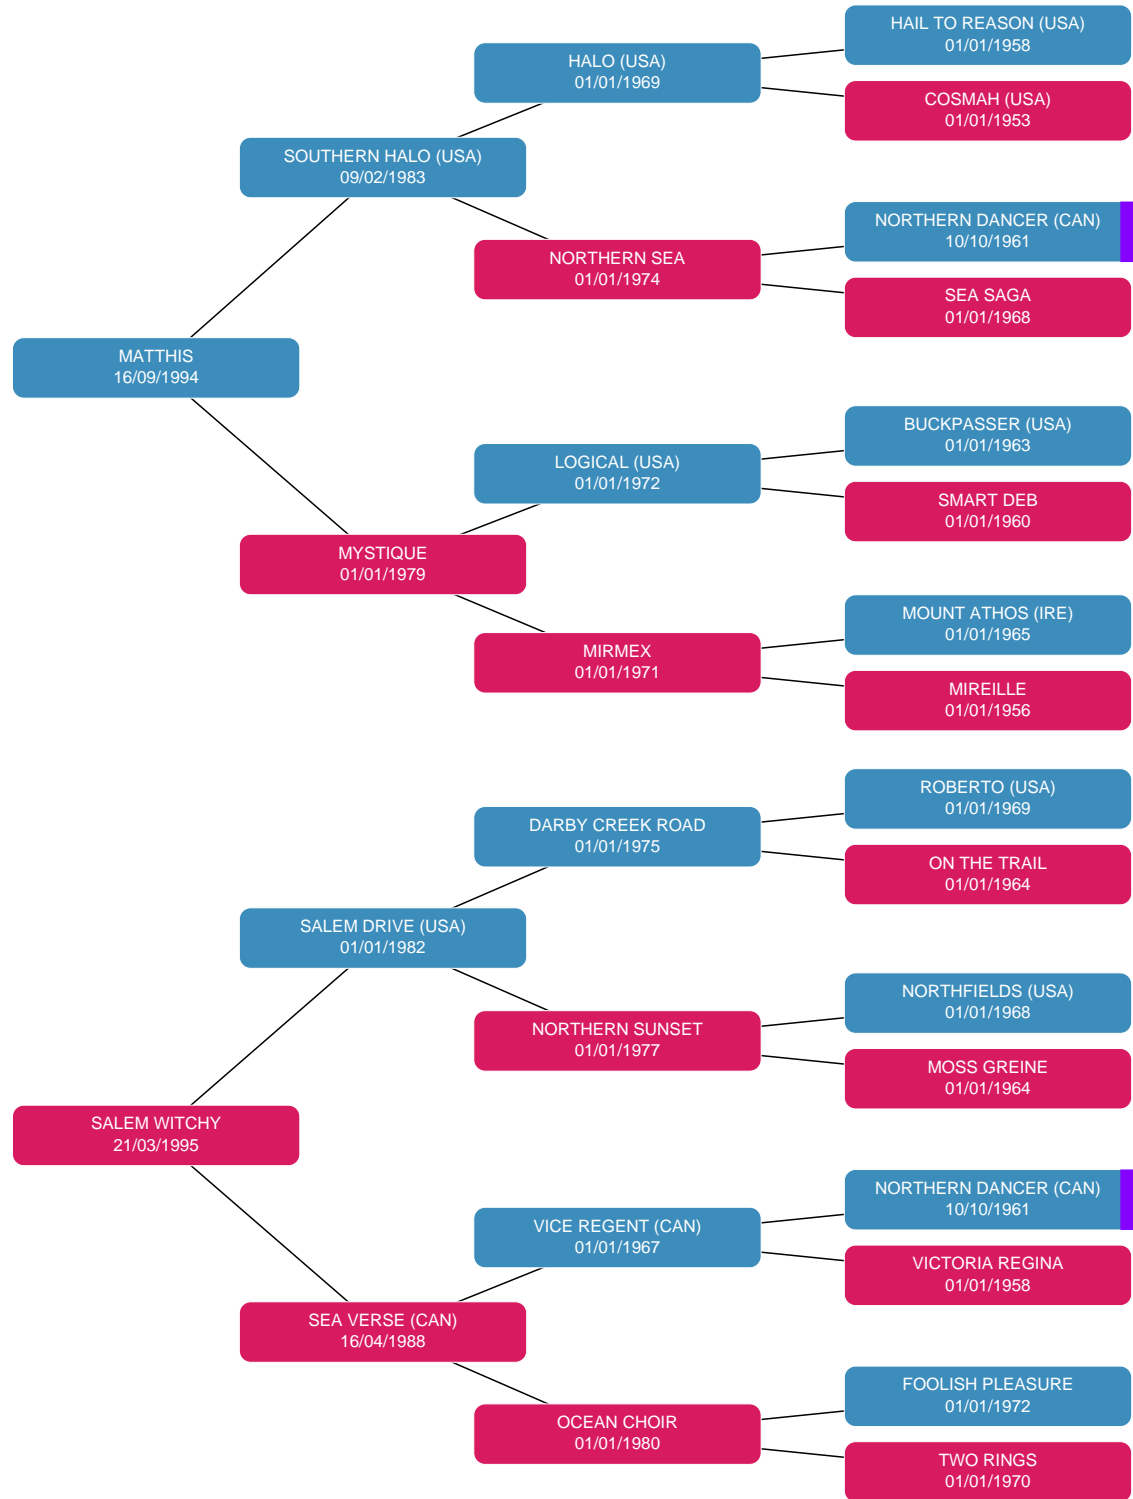 HAIL TO REASON (USA)
01/01/1958
HALO (USA)
01/01/1969
COSMAH (USA)
01/01/1953
SOUTHERN HALO (USA)
09/02/1983
NORTHERN DANCER (CAN)
10/10/1961
NORTHERN SEA
01/01/1974
SEA SAGA
01/01/1968
MATTHIS
16/09/1994
BUCKPASSER (USA)
01/01/1963
LOGICAL (USA)
01/01/1972
SMART DEB
01/01/1960
MYSTIQUE
01/01/1979
MOUNT ATHOS (IRE)
01/01/1965
MIRMEX
01/01/1971
MIREILLE
01/01/1956
ROBERTO (USA)
01/01/1969
DARBY CREEK ROAD
01/01/1975
ON THE TRAIL
01/01/1964
SALEM DRIVE (USA)
01/01/1982
NORTHFIELDS (USA)
01/01/1968
NORTHERN SUNSET
01/01/1977
MOSS GREINE
01/01/1964
SALEM WITCHY
21/03/1995
NORTHERN DANCER (CAN)
10/10/1961
VICE REGENT (CAN)
01/01/1967
VICTORIA REGINA
01/01/1958
SEA VERSE (CAN)
16/04/1988
FOOLISH PLEASURE
01/01/1972
OCEAN CHOIR
01/01/1980
TWO RINGS
01/01/1970